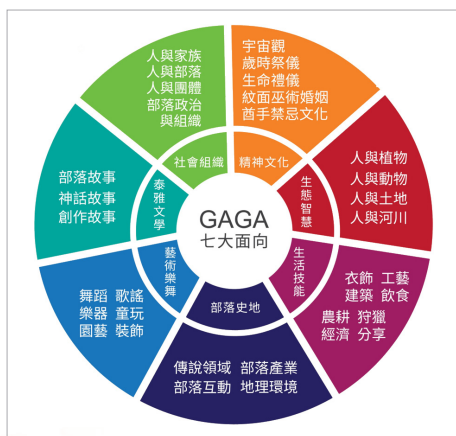 GAGA
七大面向
精神文化
宇宙觀
歲時祭儀
生命禮儀
紋面巫術婚姻
酋手禁忌文化
生態智慧
人與植物
人與動物
人與土地
人與河川
生活技能
衣飾 工藝
建築 飲食
農耕 狩獵
經濟 分享
部落史地
傳說領域 部落產業
部落互動 地理環境
藝術樂舞
舞蹈 歌謠
樂器 童玩
園藝 裝飾
泰雅文學
部落故事
神話故事
創作故事
社會組織
人與家族
人與部落
人與團體
部落政治
與組織